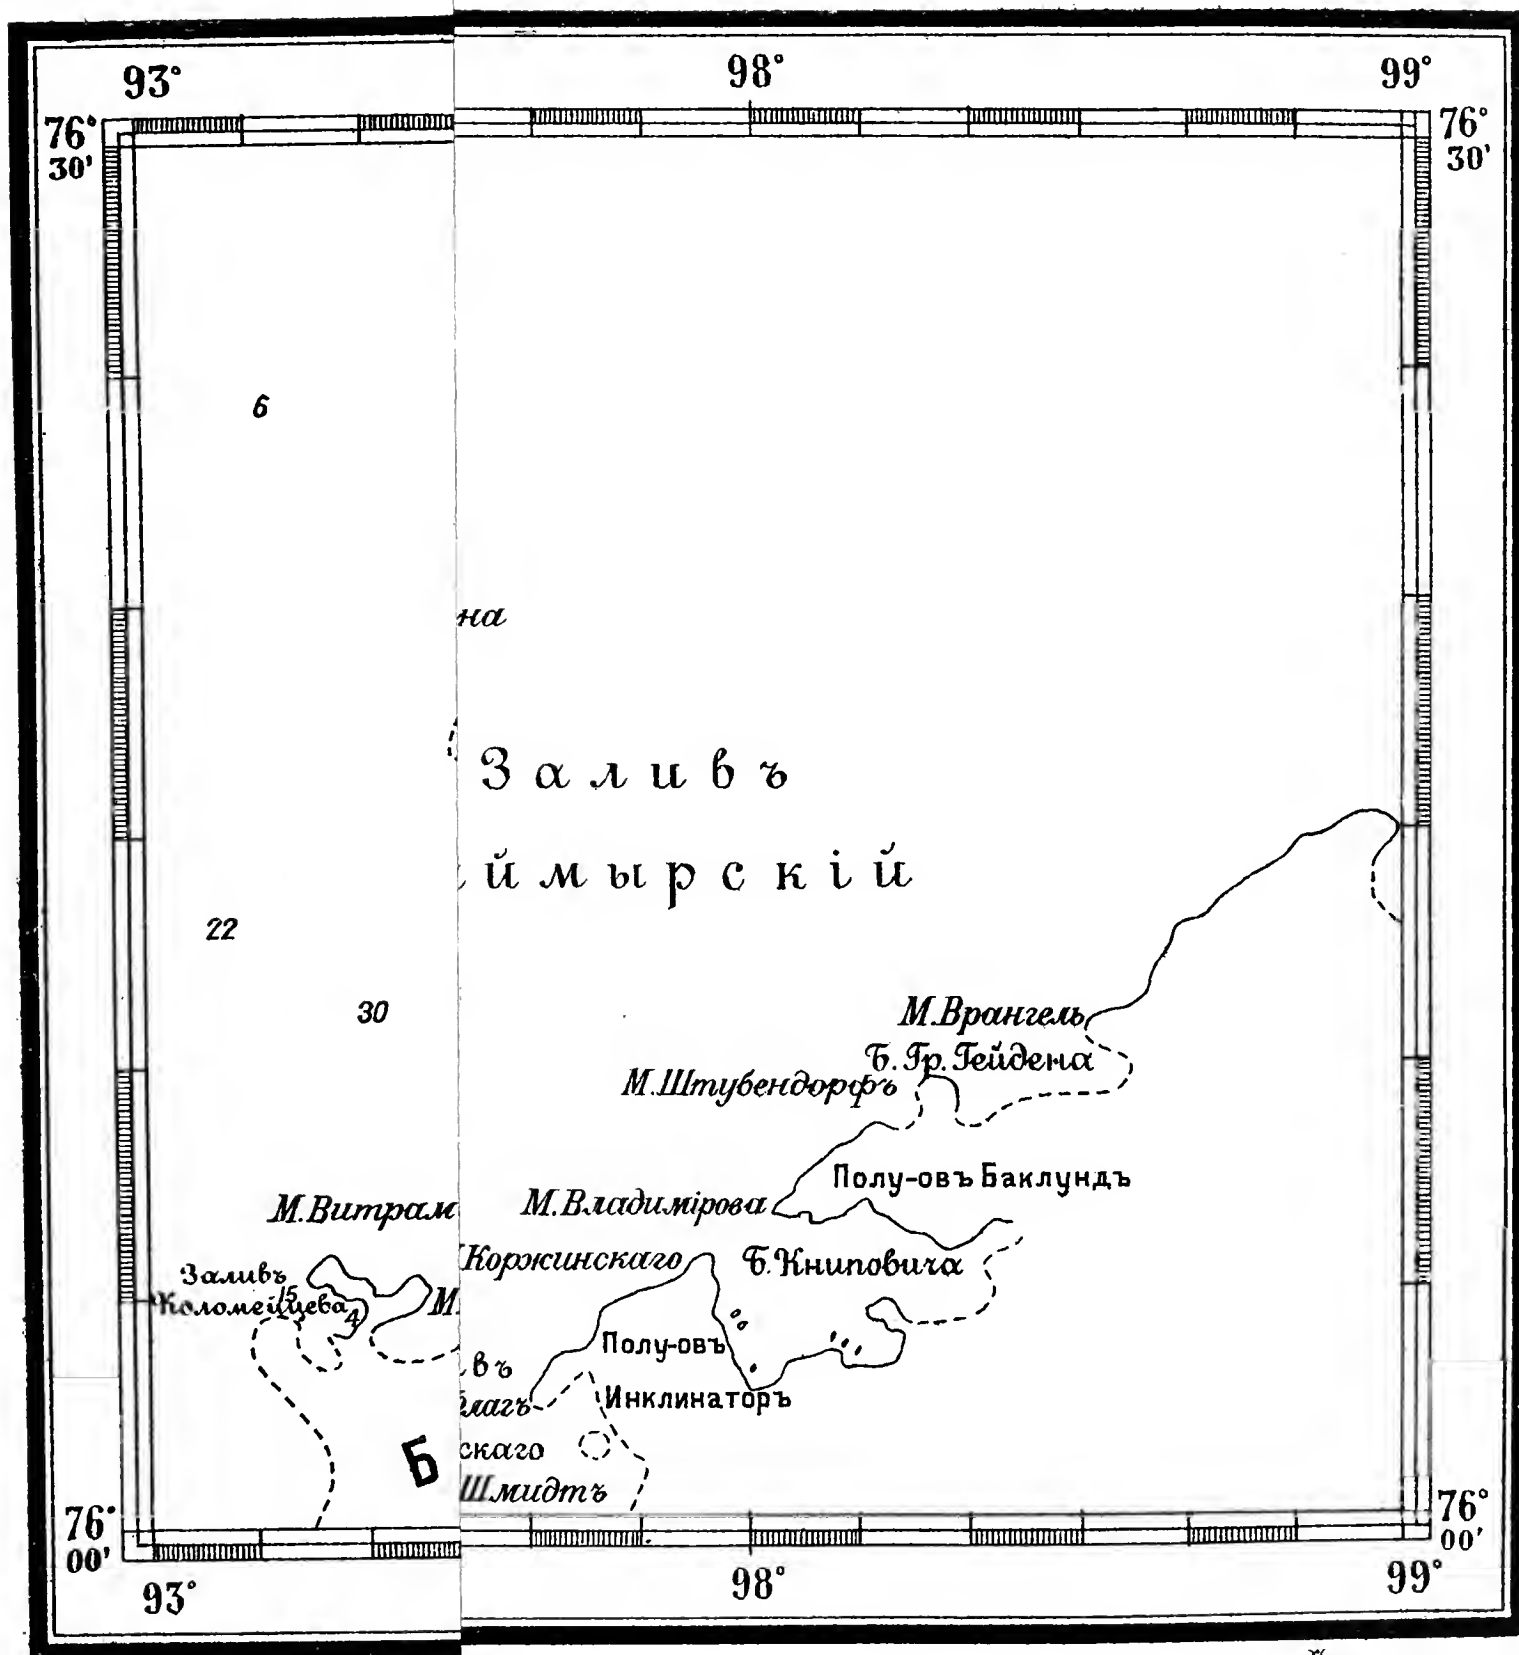 93° 98° 99°
76° 30' 76° 30'
6
на
Заливъ
ймырскій
22
30
М.Врангель
Б.Гр.Гейдена
М.Штубендорфъ
Полу-овъ Баклундъ
М.Витрам
М.Владимірова
Коржинскаго
Б.Книповича
Заливъ
15
Коломейцева
4
М.
Полу-овъ
въ
Инклинаторъ
лагъ
скаго
Б
Шмидтъ
76° 00' 76° 00'
93° 98° 99°